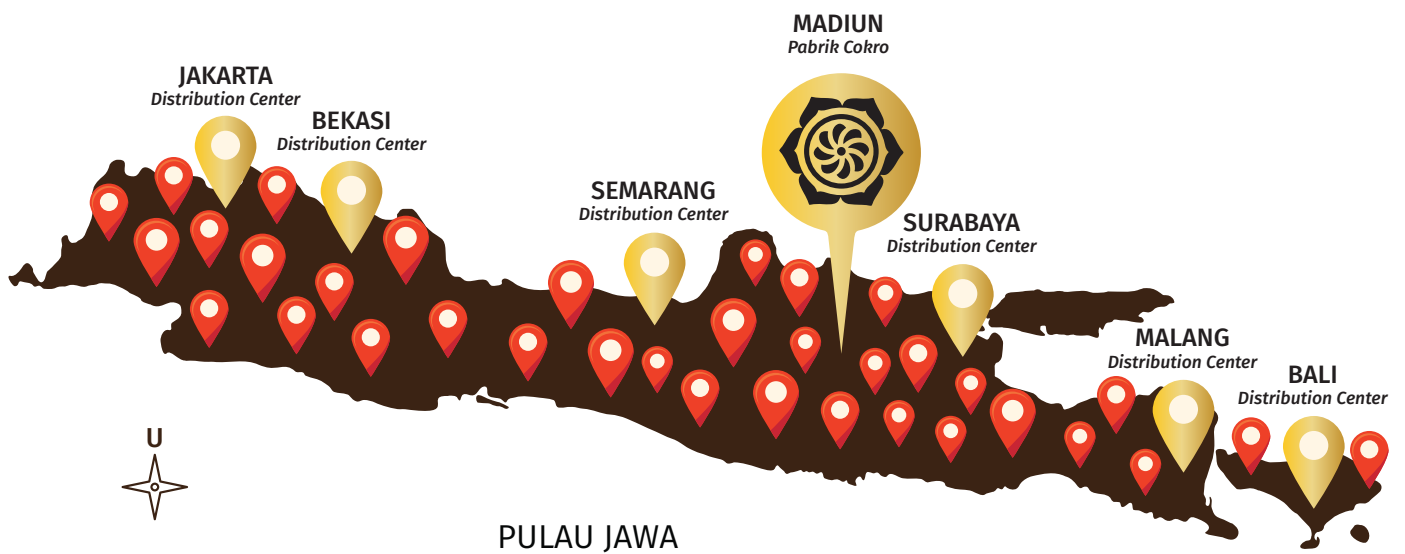 MADIUN
Pabrik Cokro
JAKARTA
Distribution Center
BEKASI
Distribution Center
SEMARANG
Distribution Center
SURABAYA
Distribution Center
MALANG
Distribution Center
BALI
Distribution Center
U
PULAU JAWA